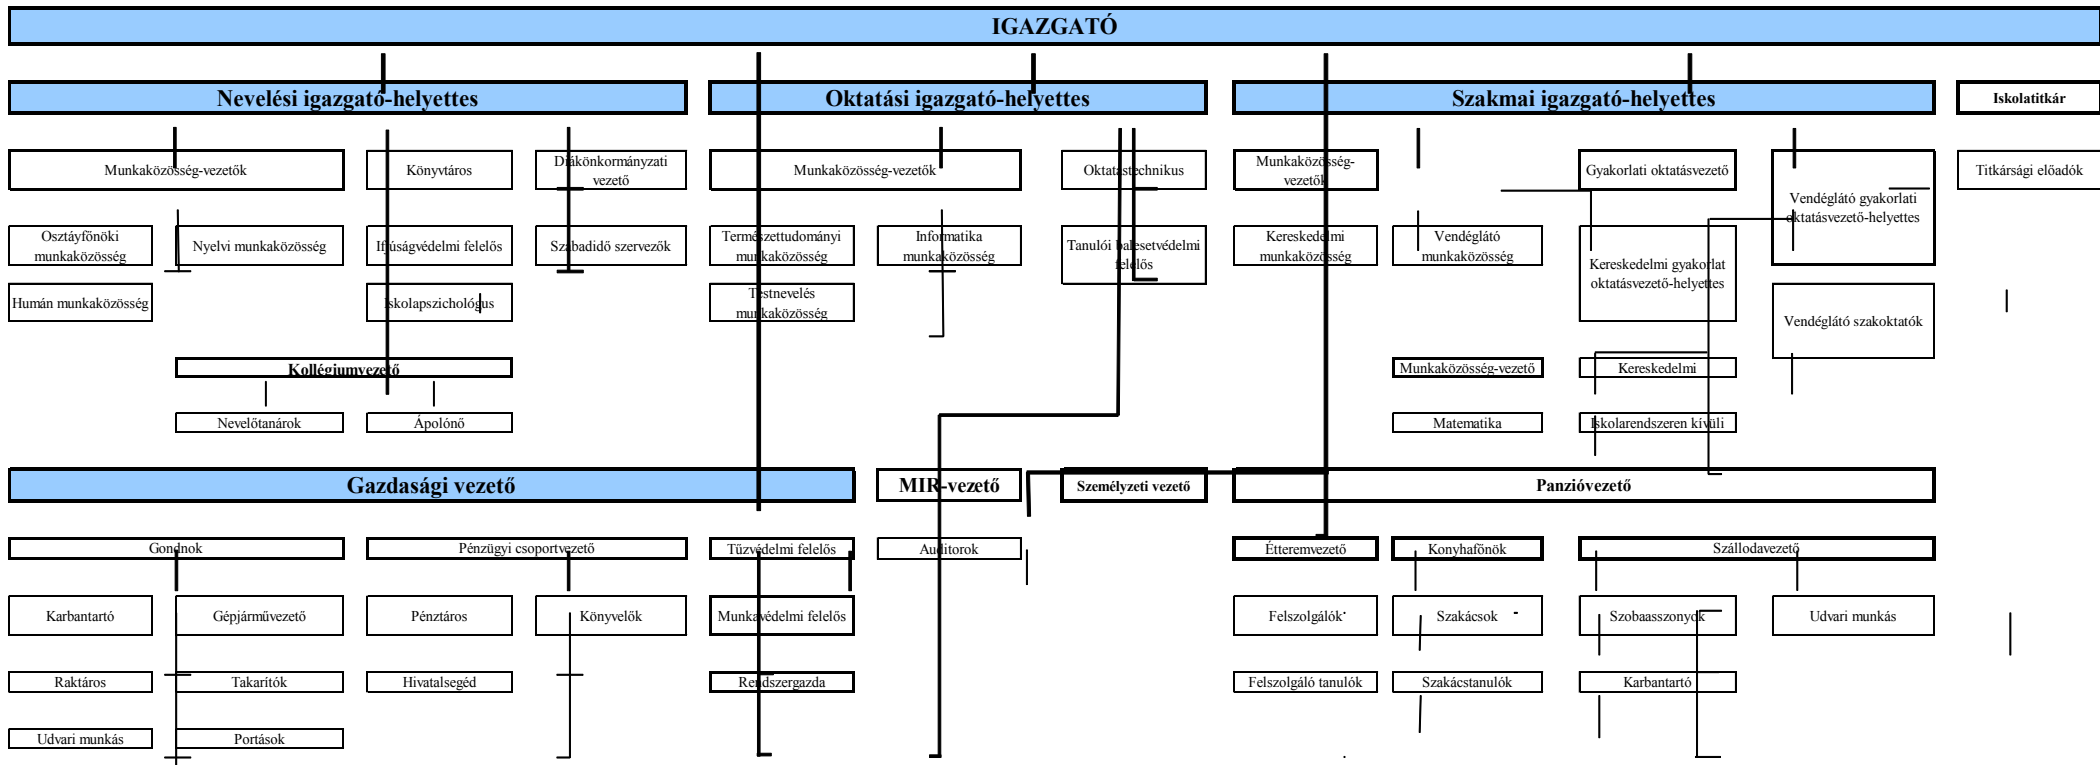 IGAZGATÓ
Nevelési igazgató-helyettes
Oktatási igazgató-helyettes
Szakmai igazgató-helyettes
Iskolatitkár
Munkaközösség-vezetők
Könyvtáros
Diákönkormányzati
vezető
Munkaközösség-vezetők
Oktatástechnikus
Munkaközösség-
vezetők
Gyakorlati oktatásvezető
Vendéglátó gyakorlati
oktatásvezető-helyettes
Titkársági előadók
Osztáyfőnöki
munkaközösség
Nyelvi munkaközösség
Ifjúságvédelmi felelős
Szabadidő szervezők
Természettudományi
munkaközösség
Informatika
munkaközösség
Tanulói balesetvédelmi
felelős
Kereskedelmi
munkaközösség
Vendéglátó
munkaközösség
Kereskedelmi gyakorlat
oktatásvezető-helyettes
Humán munkaközösség
Iskolapszichológus
Testnevelés
munkaközösség
Vendéglátó szakoktatók
Kollégiumvezető
Munkaközösség-vezető
Kereskedelmi
Nevelőtanárok
Ápolónő
Matematika
Iskolarendszeren kívüli
Gazdasági vezető
MIR-vezető
Személyzeti vezető
Panzióvezető
Gondnok
Pénzügyi csoportvezető
Tűzvédelmi felelős
Auditorok
Étteremvezető
Konyhafőnök
Szállodavezető
Karbantartó
Gépjárművezető
Pénztáros
Könyvelők
Munkavédelmi felelős
Felszolgálók
Szakácsok
Szobaasszonyok
Udvari munkás
Raktáros
Takarítók
Hivatalsegéd
Rendszergazda
Felszolgáló tanulók
Szakácstanulók
Karbantartó
Udvari munkás
Portások